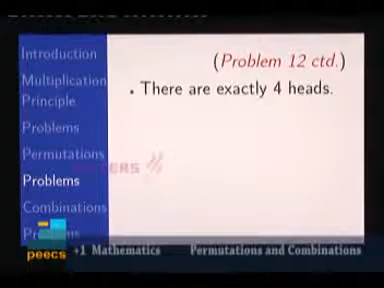 Introduction
Multiplication
Principle
Problems
Permutations
Problems
Combinations
(Problem 12 ctd.)
• There are exactly 4 heads.
peecs
+1 Mathematics
Permutations and Combinations